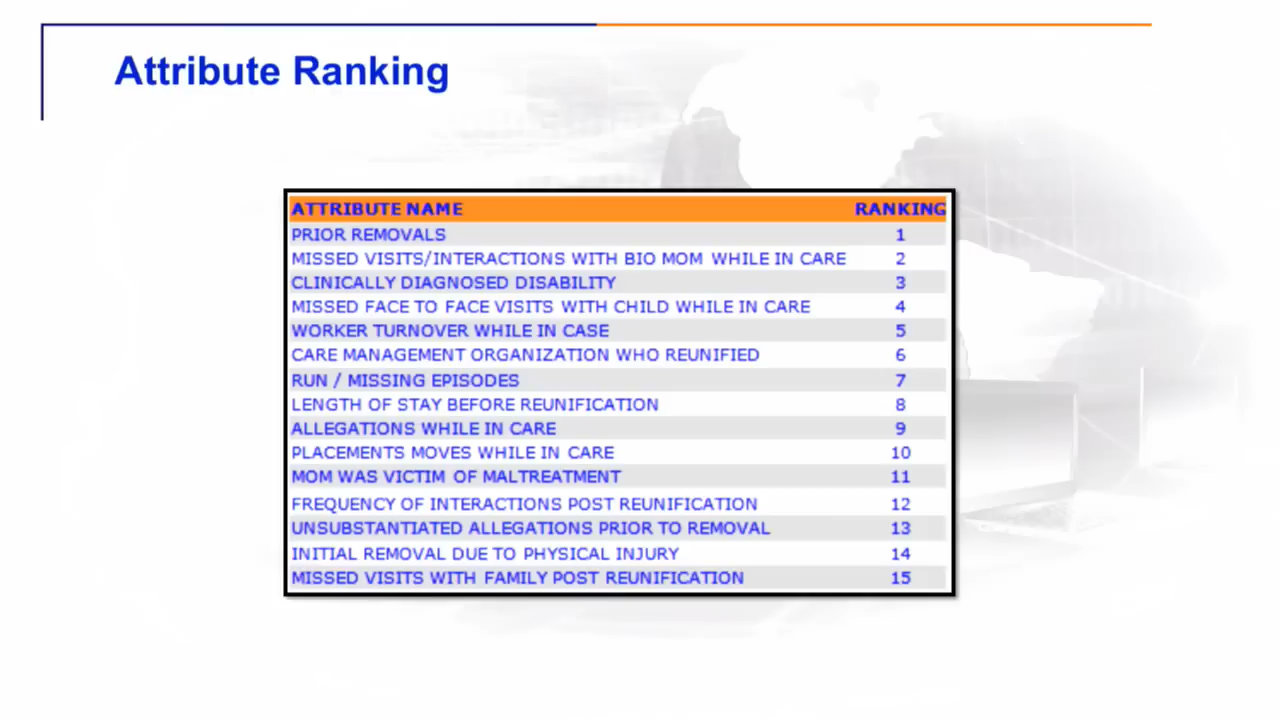 Attribute Ranking
ATTRIBUTE NAME RANKING
PRIOR REMOVALS 1
MISSED VISITS/INTERACTIONS WITH BIO MOM WHILE IN CARE 2
CLINICALLY DIAGNOSED DISABILITY 3
MISSED FACE TO FACE VISITS WITH CHILD WHILE IN CARE 4
WORKER TURNOVER WHILE IN CASE 5
CARE MANAGEMENT ORGANIZATION WHO REUNIFIED 6
RUN / MISSING EPISODES 7
LENGTH OF STAY BEFORE REUNIFICATION 8
ALLEGATIONS WHILE IN CARE 9
PLACEMENTS MOVES WHILE IN CARE 10
MOM WAS VICTIM OF MALTREATMENT 11
FREQUENCY OF INTERACTIONS POST REUNIFICATION 12
UNSUBSTANTIATED ALLEGATIONS PRIOR TO REMOVAL 13
INITIAL REMOVAL DUE TO PHYSICAL INJURY 14
MISSED VISITS WITH FAMILY POST REUNIFICATION 15